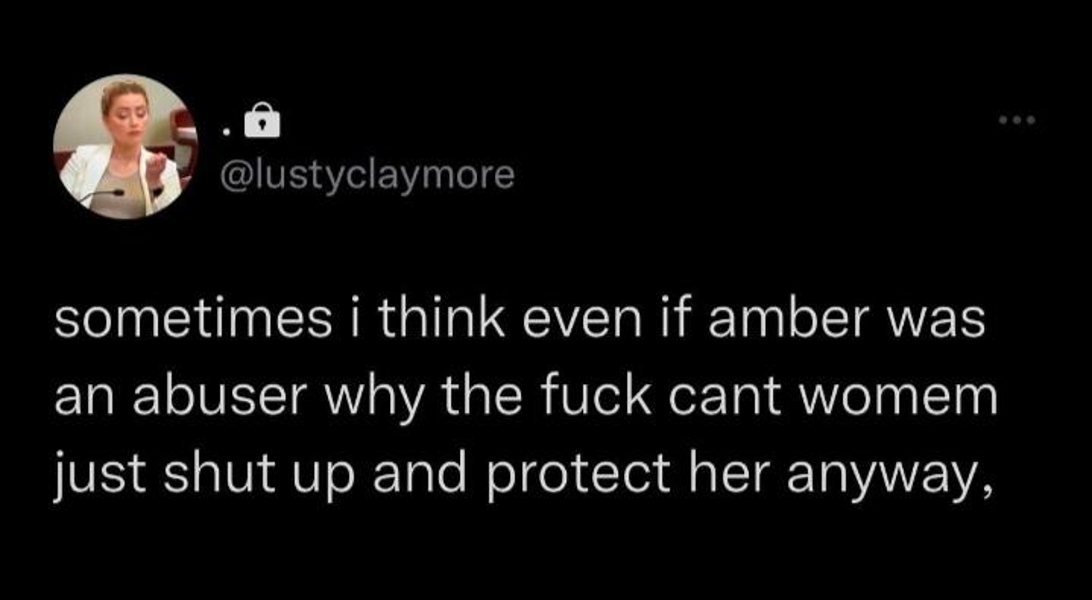 .
@lustyclaymore
sometimes i think even if amber was
an abuser why the fuck cant womem
just shut up and protect her anyway,